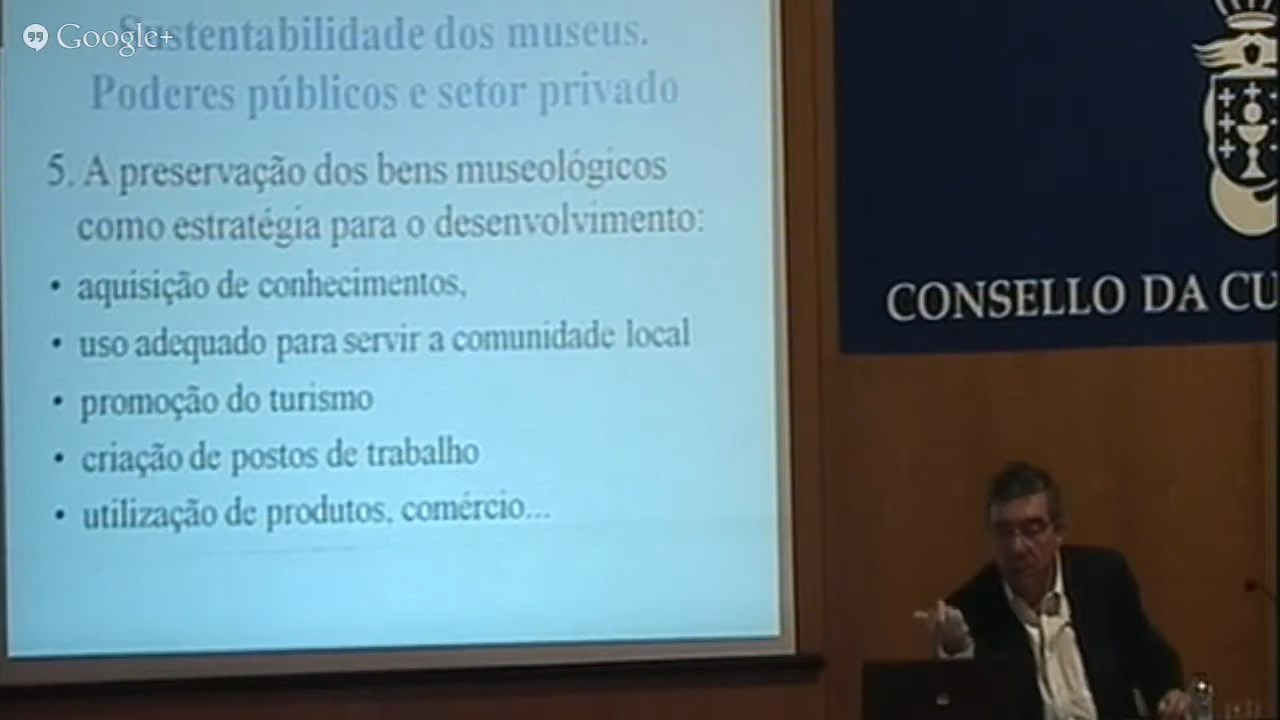 Google+
Sustentabilidade dos museus.
Poderes públicos e setor privado
5. A preservação dos bens museológicos
como estratégia para o desenvolvimento:
• aquisição de conhecimentos,
• uso adequado para servir a comunidade local
• promoção do turismo
• criação de postos de trabalho
• utilização de produtos, comércio...
CONSELLO DA CU